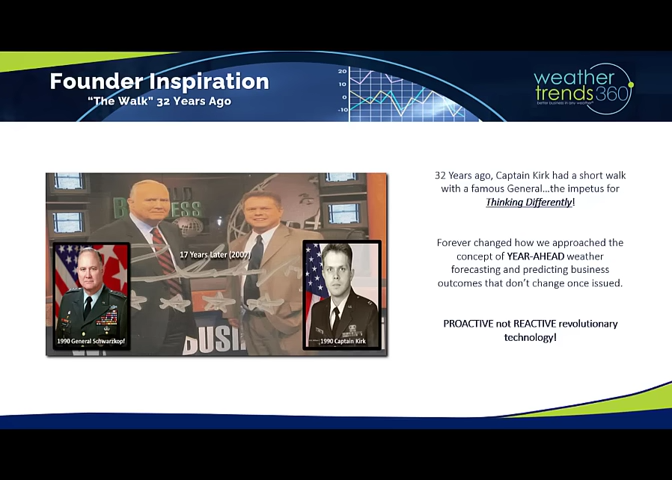 Founder Inspiration
"The Walk" 32 Years Ago
20
0
-10
weather
trends360
better business in any weather
32 Years ago, Captain Kirk had a short walk
with a famous General...the impetus for
Thinking Differently!
Forever changed how we approached the
concept of YEAR-AHEAD weather
forecasting and predicting business
outcomes that don't change once issued.
PROACTIVE not REACTIVE revolutionary
technology!
17 Years Later (2007)
1990 General Schwarzkopf
1990 Captain Kirk